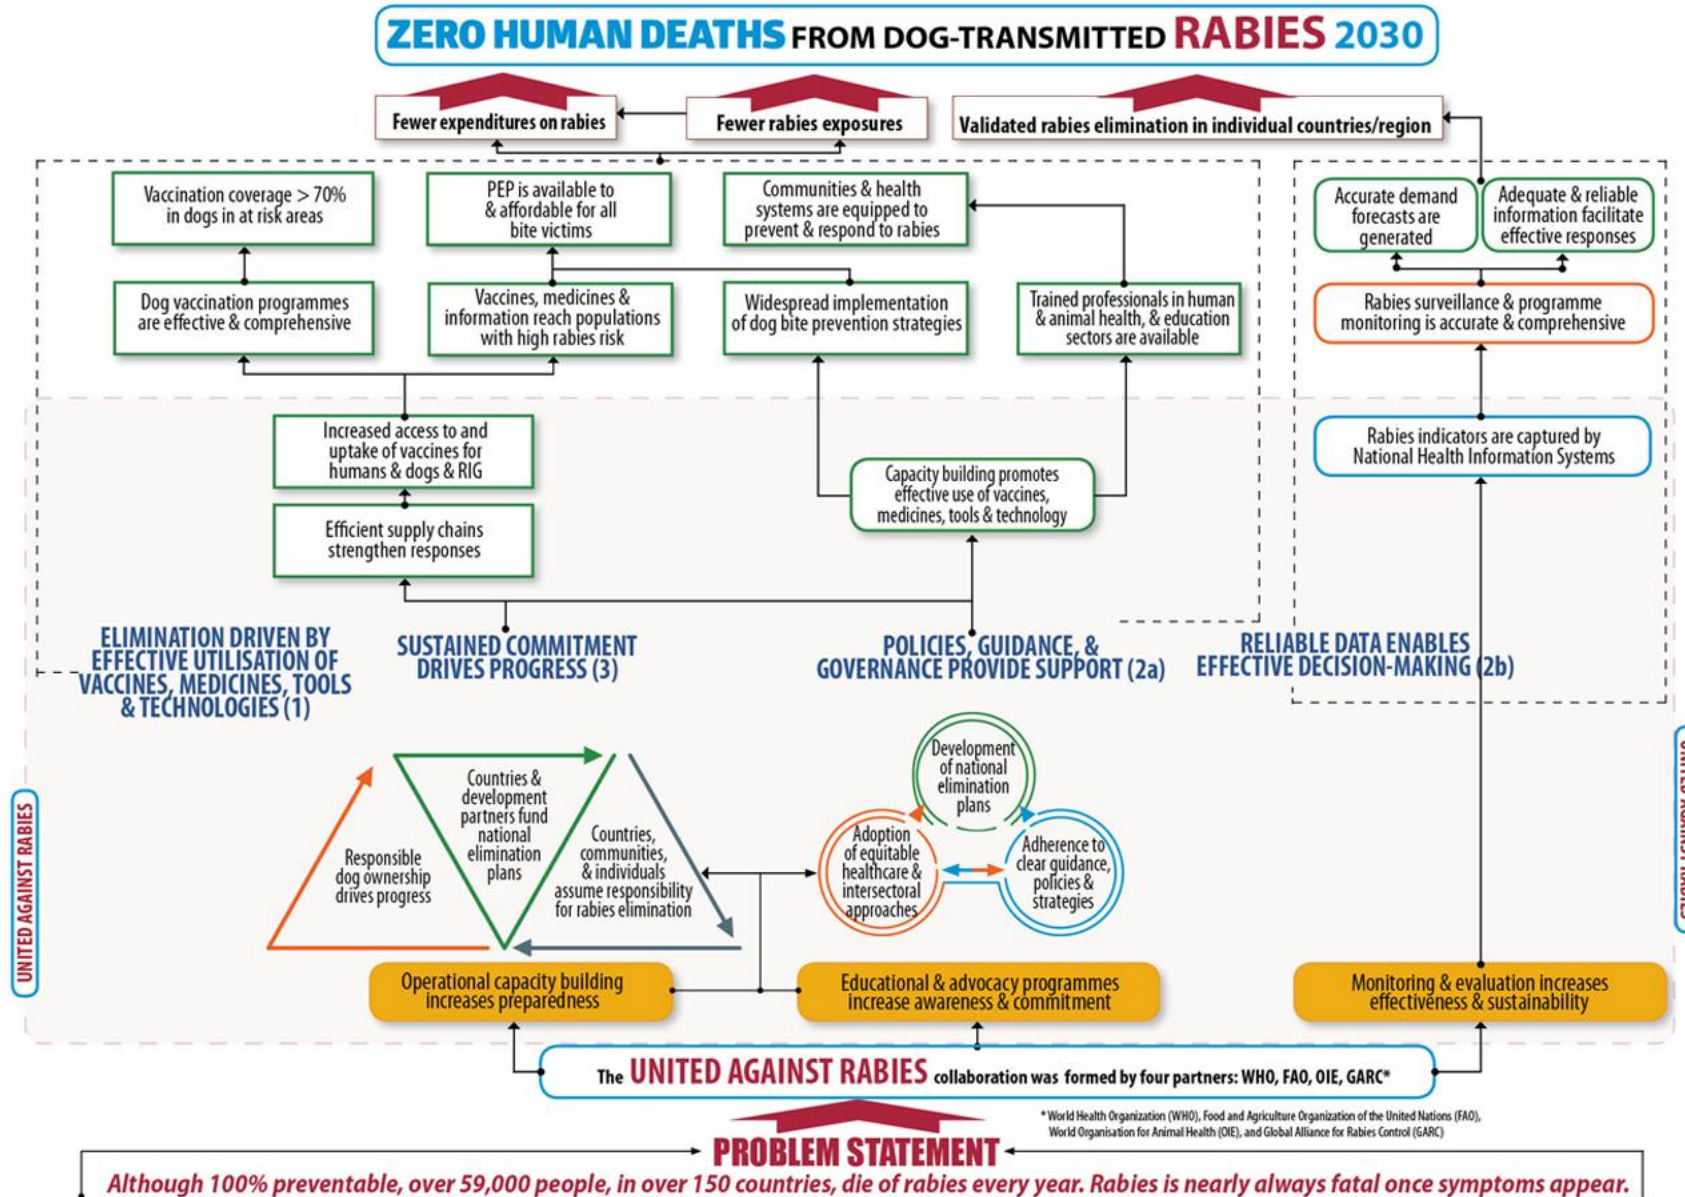 ZERO HUMAN DEATHS FROM DOG-TRANSMITTED RABIES 2030
Fewer expenditures on rabies
Fewer rabies exposures
Validated rabies elimination in individual countries/region
Vaccination coverage > 70%
in dogs in at risk areas
PEP is available to
& affordable for all
bite victims
Communities & health
systems are equipped to
prevent & respond to rabies
Accurate demand
forecasts are
generated
Adequate & reliable
information facilitate
effective responses
Dog vaccination programmes
are effective & comprehensive
Vaccines, medicines &
information reach populations
with high rabies risk
Widespread implementation
of dog bite prevention strategies
Trained professionals in human
& animal health, & education
sectors are available
Rabies surveillance & programme
monitoring is accurate & comprehensive
Increased access to and
uptake of vaccines for
humans & dogs & RIG
Capacity building promotes
effective use of vaccines,
medicines, tools & technology
Rabies indicators are captured by
National Health Information Systems
Efficient supply chains
strengthen responses
ELIMINATION DRIVEN BY
EFFECTIVE UTILISATION OF
VACCINES, MEDICINES, TOOLS
& TECHNOLOGIES (1)
SUSTAINED COMMITMENT
DRIVES PROGRESS (3)
POLICIES, GUIDANCE, &
GOVERNANCE PROVIDE SUPPORT (2a)
RELIABLE DATA ENABLES
EFFECTIVE DECISION-MAKING (2b)
Responsible
dog ownership
drives progress
Countries &
development
partners fund
national
elimination
plans
Countries,
communities,
& individuals
assume responsibility
for rabies elimination
Development
of national
elimination
plans
Adoption
of equitable
healthcare &
intersectoral
approaches
Adherence to
clear guidance,
policies &
strategies
UNITED AGAINST RABIES
Operational capacity building
increases preparedness
Educational & advocacy programmes
increase awareness & commitment
Monitoring & evaluation increases
effectiveness & sustainability
The UNITED AGAINST RABIES collaboration was formed by four partners: WHO, FAO, OIE, GARC*
* World Health Organization (WHO), Food and Agriculture Organization of the United Nations (FAO),
World Organisation for Animal Health (OIE), and Global Alliance for Rabies Control (GARC)
PROBLEM STATEMENT
Although 100% preventable, over 59,000 people, in over 150 countries, die of rabies every year. Rabies is nearly always fatal once symptoms appear.